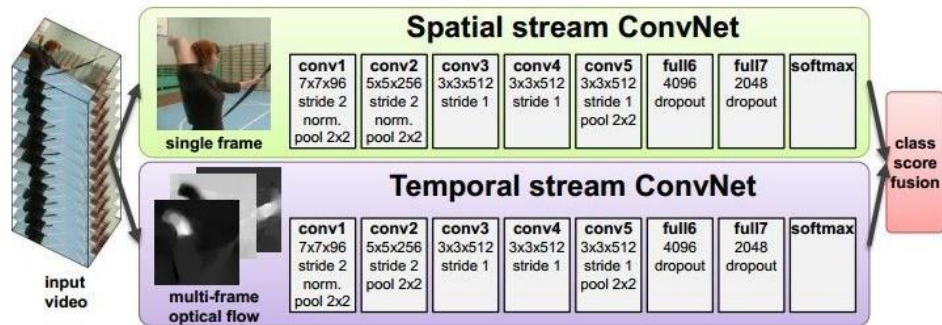 Spatial stream ConvNet
conv1
7x7x96
stride 2
norm.
pool 2x2
conv2
5x5x256
stride 2
norm.
pool 2x2
conv3
3x3x512
stride 1
conv4
3x3x512
stride 1
conv5
3x3x512
stride 1
pool 2x2
full6
4096
dropout
full7
2048
dropout
softmax
single frame
Temporal stream ConvNet
conv1
7x7x96
stride 2
norm.
pool 2x2
conv2
5x5x256
stride 2
pool 2x2
conv3
3x3x512
stride 1
conv4
3x3x512
stride 1
conv5
3x3x512
stride 1
pool 2x2
full6
4096
dropout
full7
2048
dropout
softmax
multi-frame
optical flow
input
video
class
score
fusion